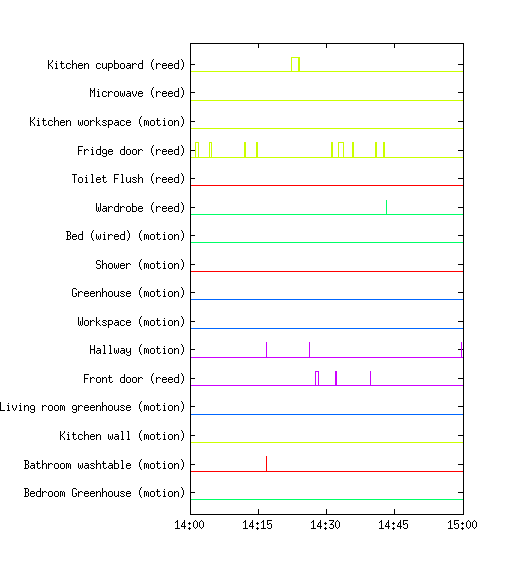 Kitchen cupboard (reed)
Microwave (reed)
Kitchen workspace (motion)
Fridge door (reed)
Toilet Flush (reed)
Wardrobe (reed)
Bed (wired) (motion)
Shower (motion)
Greenhouse (motion)
Workspace (motion)
Hallway (motion)
Front door (reed)
Living room greenhouse (motion)
Kitchen wall (motion)
Bathroom washtable (motion)
Bedroom Greenhouse (motion)
14:00 14:15 14:30 14:45 15:00